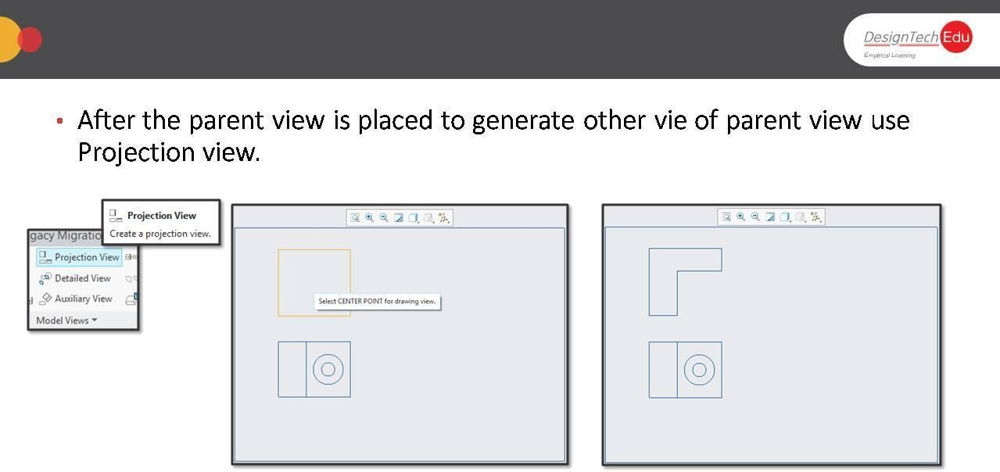 DesignTech Edu
Empirical Learning
• After the parent view is placed to generate other vie of parent view use
Projection view.
Projection View
Create a projection view.
gacy Migratio
Projection View
Detailed View
Auxiliary View
Model Views
Select CENTER POINT for drawing view.